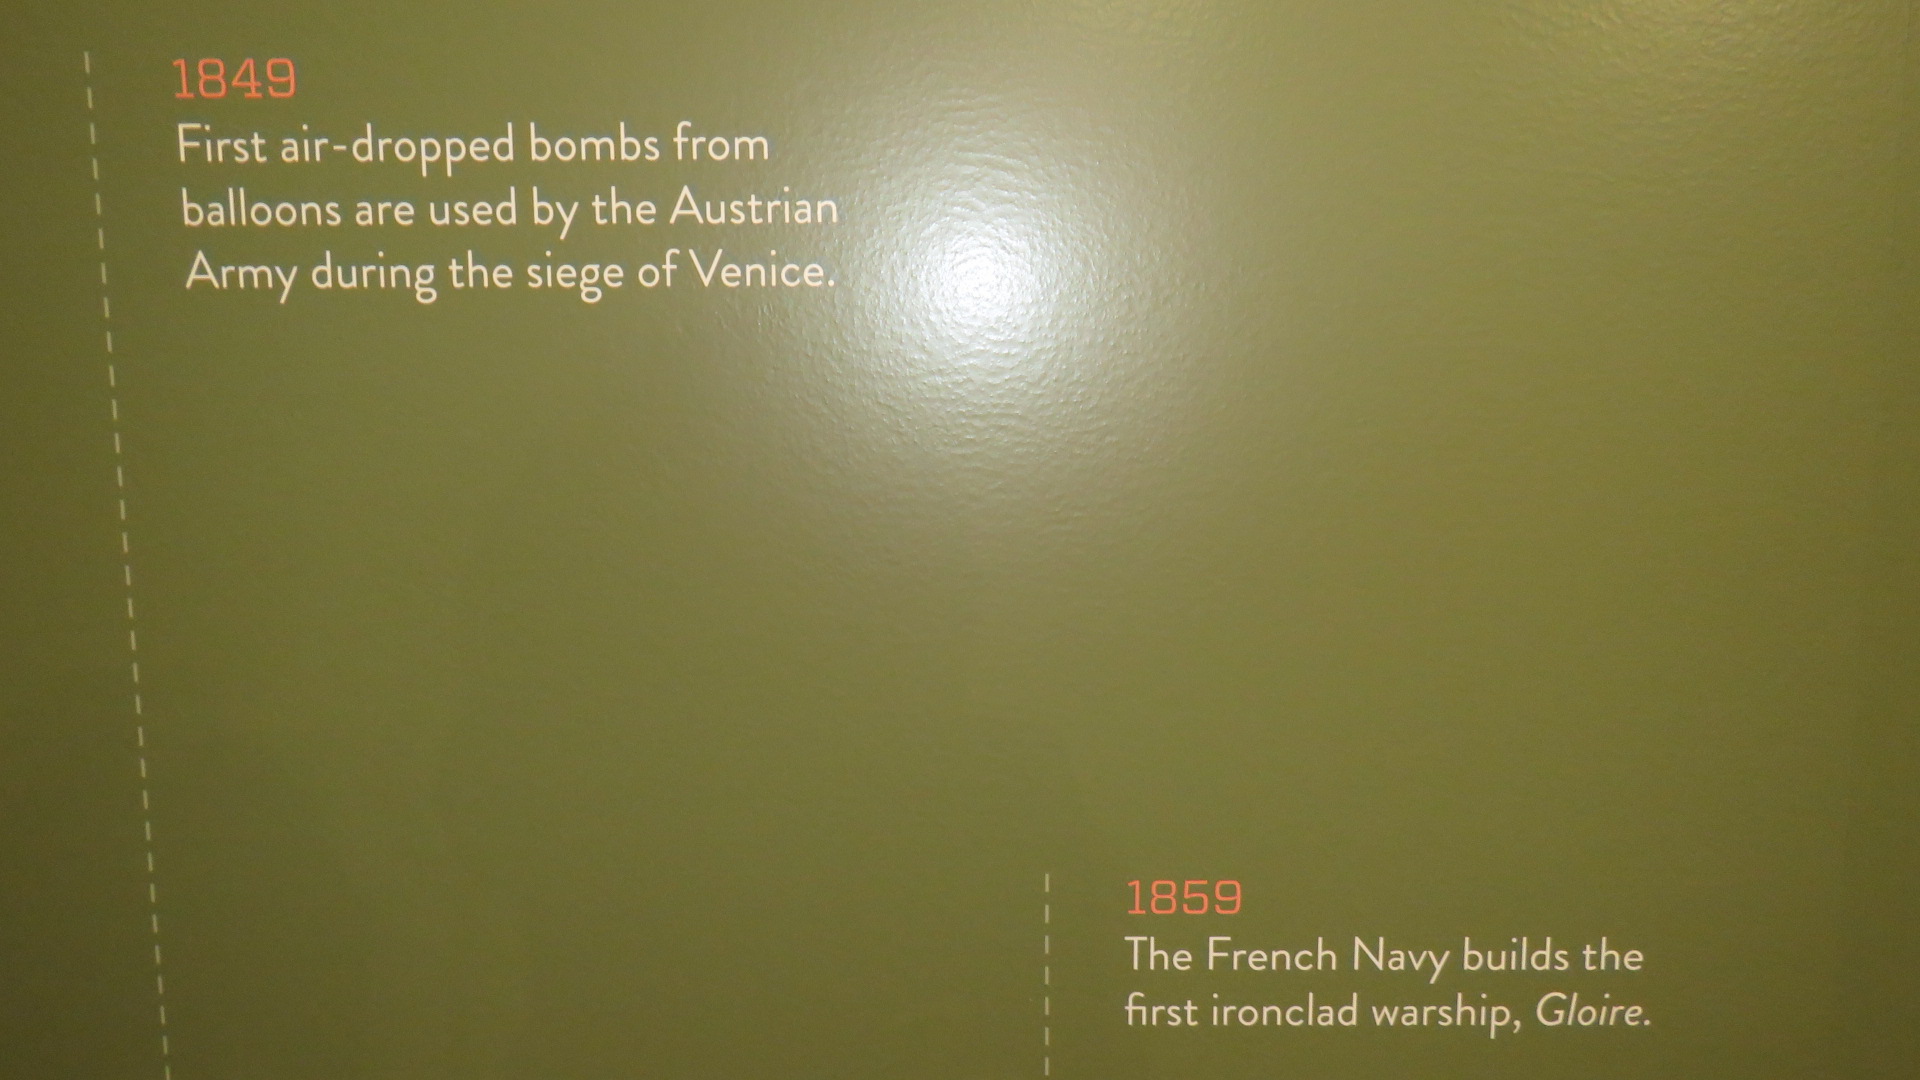 1849
First air-dropped bombs from
balloons are used by the Austrian
Army during the siege of Venice.
1859
The French Navy builds the
first ironclad warship, Gloire.